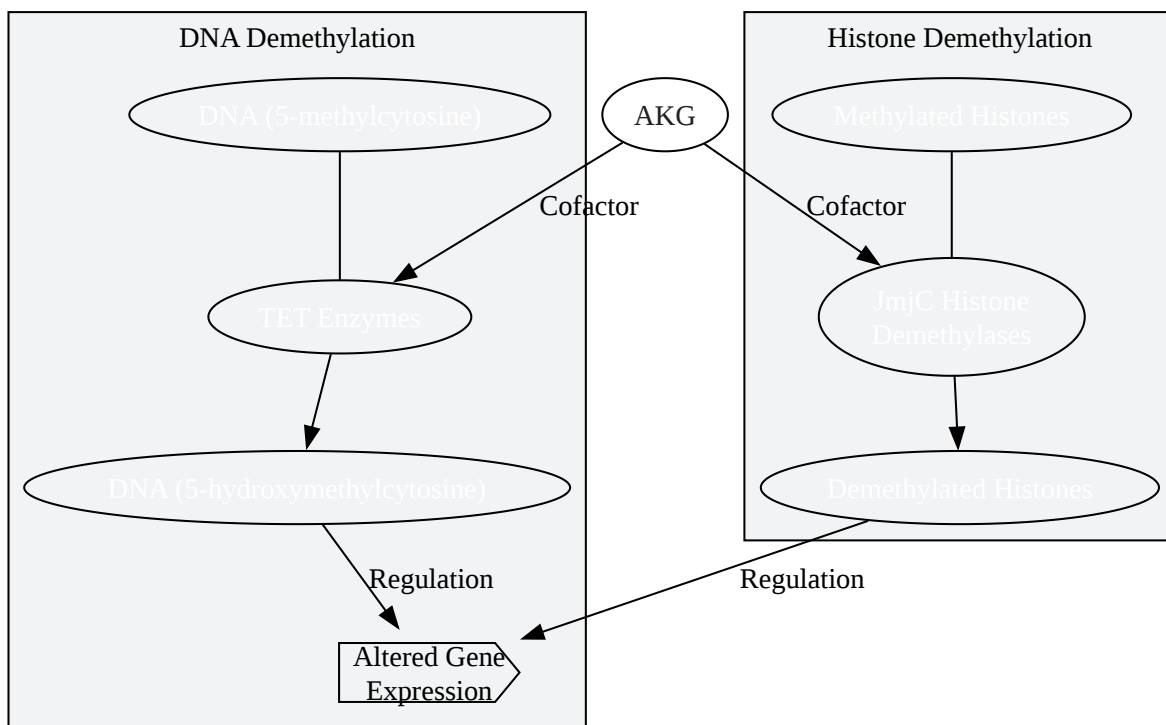 DNA Demethylation
Histone Demethylation
DNA (5-methylcytosine)
AKG
Methylated Histones
Cofactor
Cofactor
TET Enzymes
JmjC Histone
Demethylases
DNA (5-hydroxymethylcytosine)
Demethylated Histones
Regulation
Regulation
Altered Gene
Expression